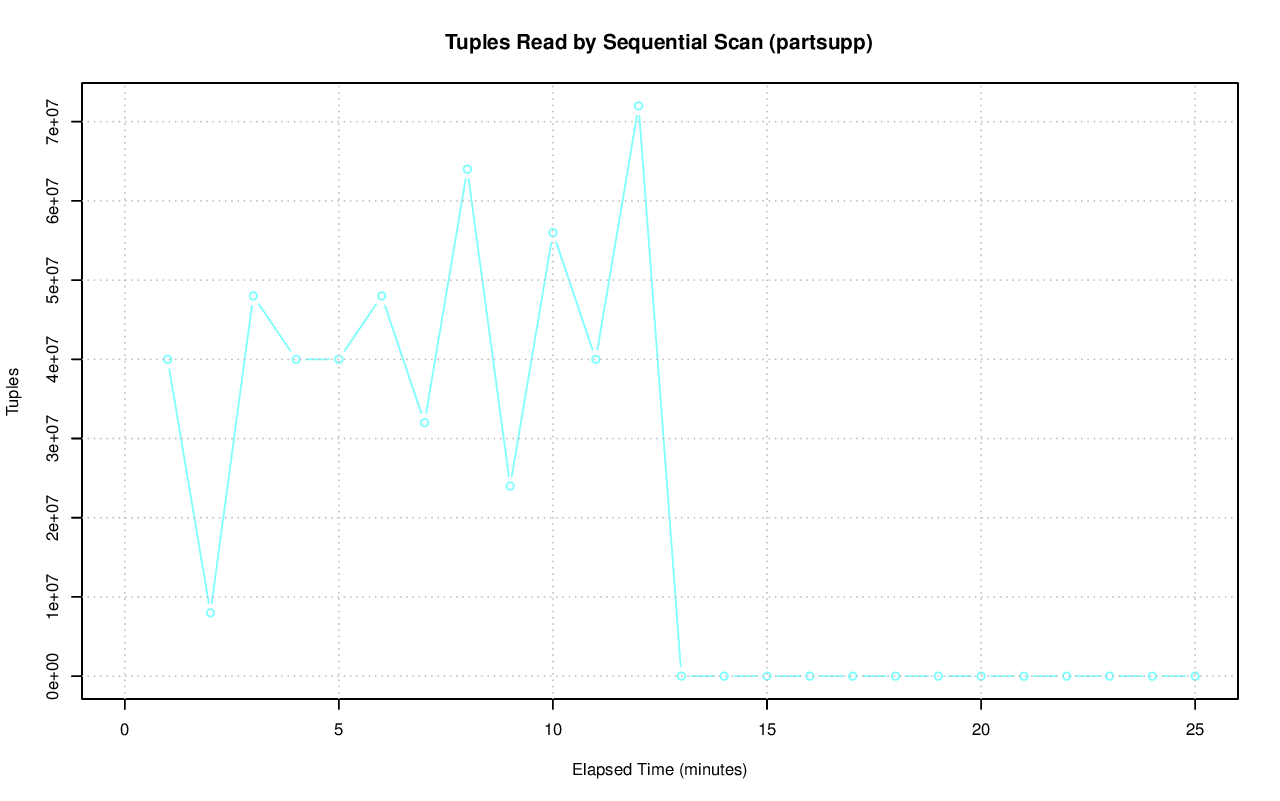 Tuples Read by Sequential Scan (partsupp)
7e+07
6e+07
5e+07
4e+07
3e+07
2e+07
1e+07
0e+00
Tuples
0 5 10 15 20 25
Elapsed Time (minutes)